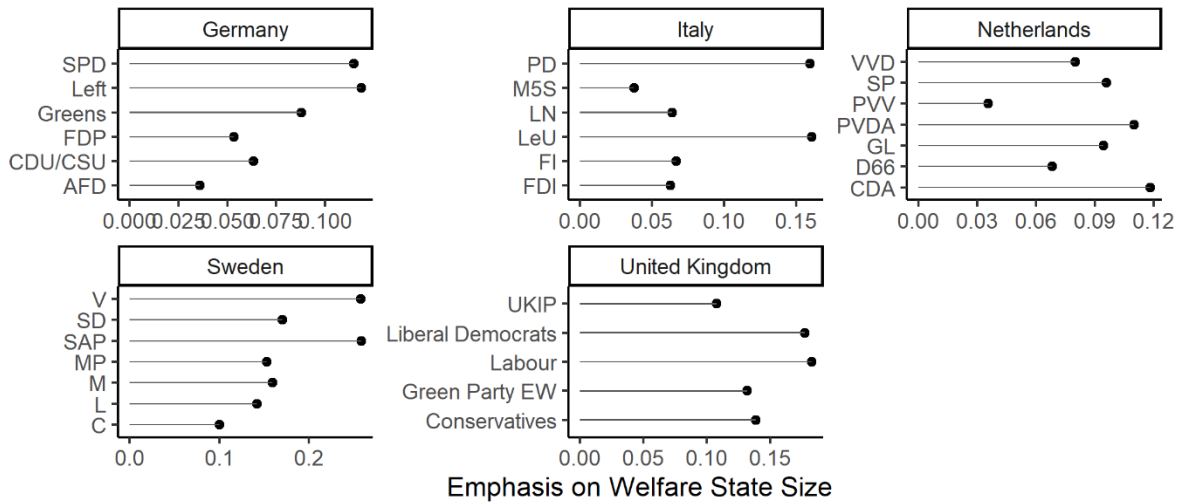 Germany
SPD
Left
Greens
FDP
CDU/CSU
AFD
0.000 0.025 0.050 0.075 0.100
Italy
PD
M5S
LN
LeU
FI
FDI
0.00 0.05 0.10 0.15
Netherlands
VVD
SP
PVV
PVDA
GL
D66
CDA
0.00 0.03 0.06 0.09 0.12
Sweden
V
SD
SAP
MP
M
L
C
0.0 0.1 0.2
United Kingdom
UKIP
Liberal Democrats
Labour
Green Party EW
Conservatives
0.00 0.05 0.10 0.15
Emphasis on Welfare State Size